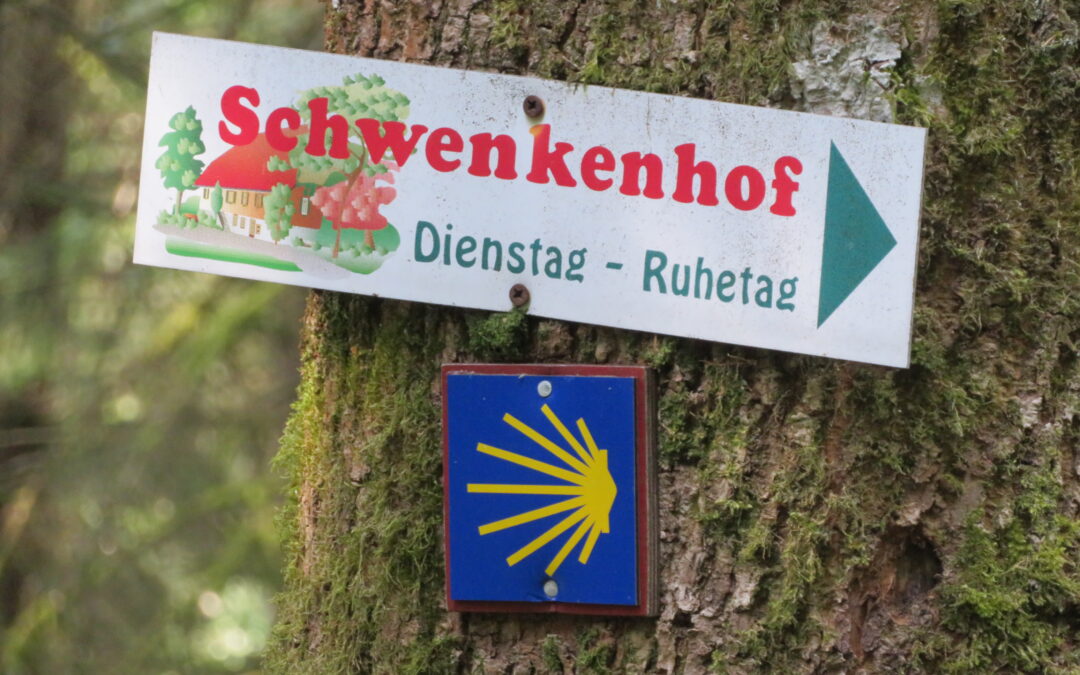 Schwenkenhof
Dienstag - Ruhetag